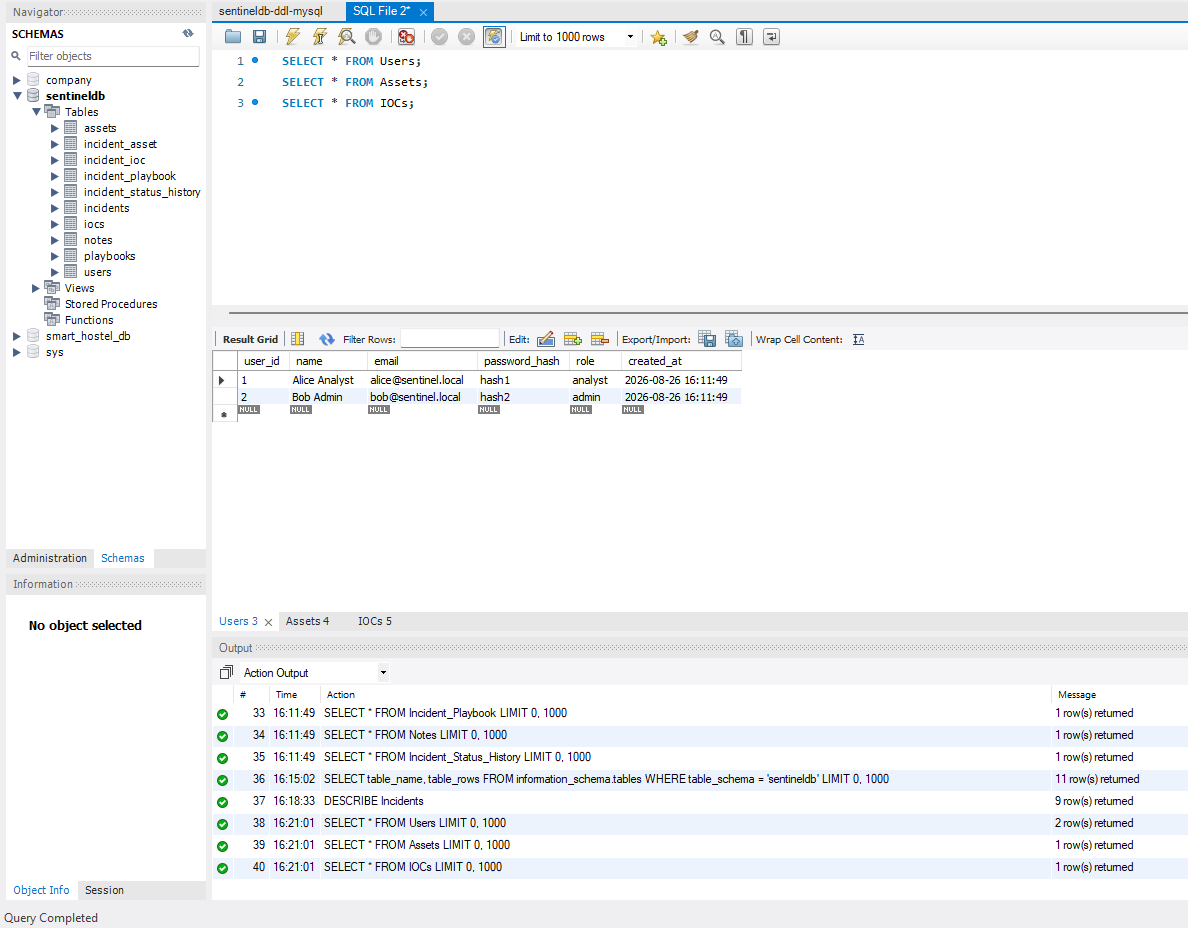 Navigator
SCHEMAS
Filter objects
company
sentineldb
Tables
assets
incident_asset
incident_ioc
incident_playbook
incident_status_history
incidents
iocs
notes
playbooks
users
Views
Stored Procedures
Functions
smart_hostel_db
sys
Administration Schemas
Information
No object selected
Object Info Session
sentineldb-ddl-mysql SQL File 2*
Limit to 1000 rows
1 SELECT * FROM Users;
2 SELECT * FROM Assets;
3 SELECT * FROM IOCs;
Result Grid Filter Rows: Edit: Export/Import: Wrap Cell Content:
user_id name email password_hash role created_at
1 Alice Analyst alice@sentinel.local hash1 analyst 2026-08-26 16:11:49
2 Bob Admin bob@sentinel.local hash2 admin 2026-08-26 16:11:49
NULL NULL NULL NULL NULL NULL
Users 3 Assets 4 IOCs 5
Output
Action Output
# Time Action Message
33 16:11:49 SELECT * FROM Incident_Playbook LIMIT 0, 1000 1 row(s) returned
34 16:11:49 SELECT * FROM Notes LIMIT 0, 1000 1 row(s) returned
35 16:11:49 SELECT * FROM Incident_Status_History LIMIT 0, 1000 1 row(s) returned
36 16:15:02 SELECT table_name, table_rows FROM information_schema.tables WHERE table_schema = 'sentineldb' LIMIT 0, 1000 11 row(s) returned
37 16:18:33 DESCRIBE Incidents 9 row(s) returned
38 16:21:01 SELECT * FROM Users LIMIT 0, 1000 2 row(s) returned
39 16:21:01 SELECT * FROM Assets LIMIT 0, 1000 1 row(s) returned
40 16:21:01 SELECT * FROM IOCs LIMIT 0, 1000 1 row(s) returned
Query Completed